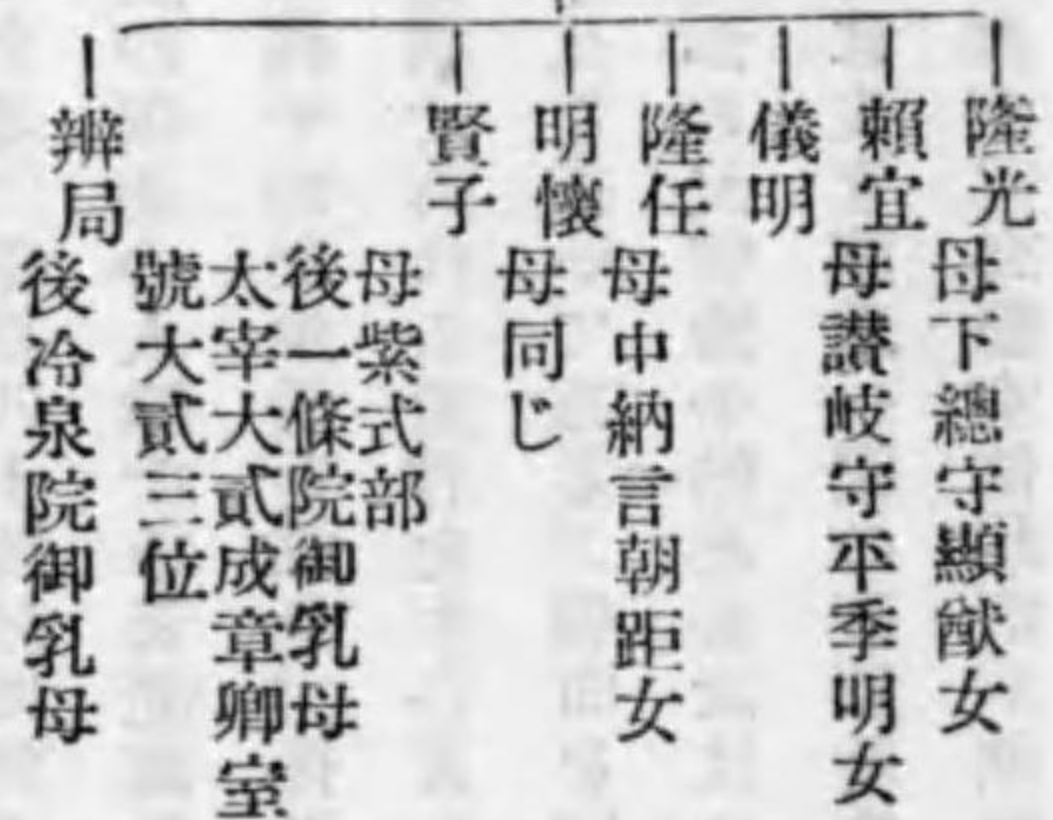 隆光
母下總守顯猷女
賴宜
母讃岐守平季明女
儀明
隆任
母中納言朝距女
明懷
母同じ
賢子
母紫式部
後一條院御乳母
太宰大貳成章卿室
號大貳三位
辨局
後冷泉院御乳母